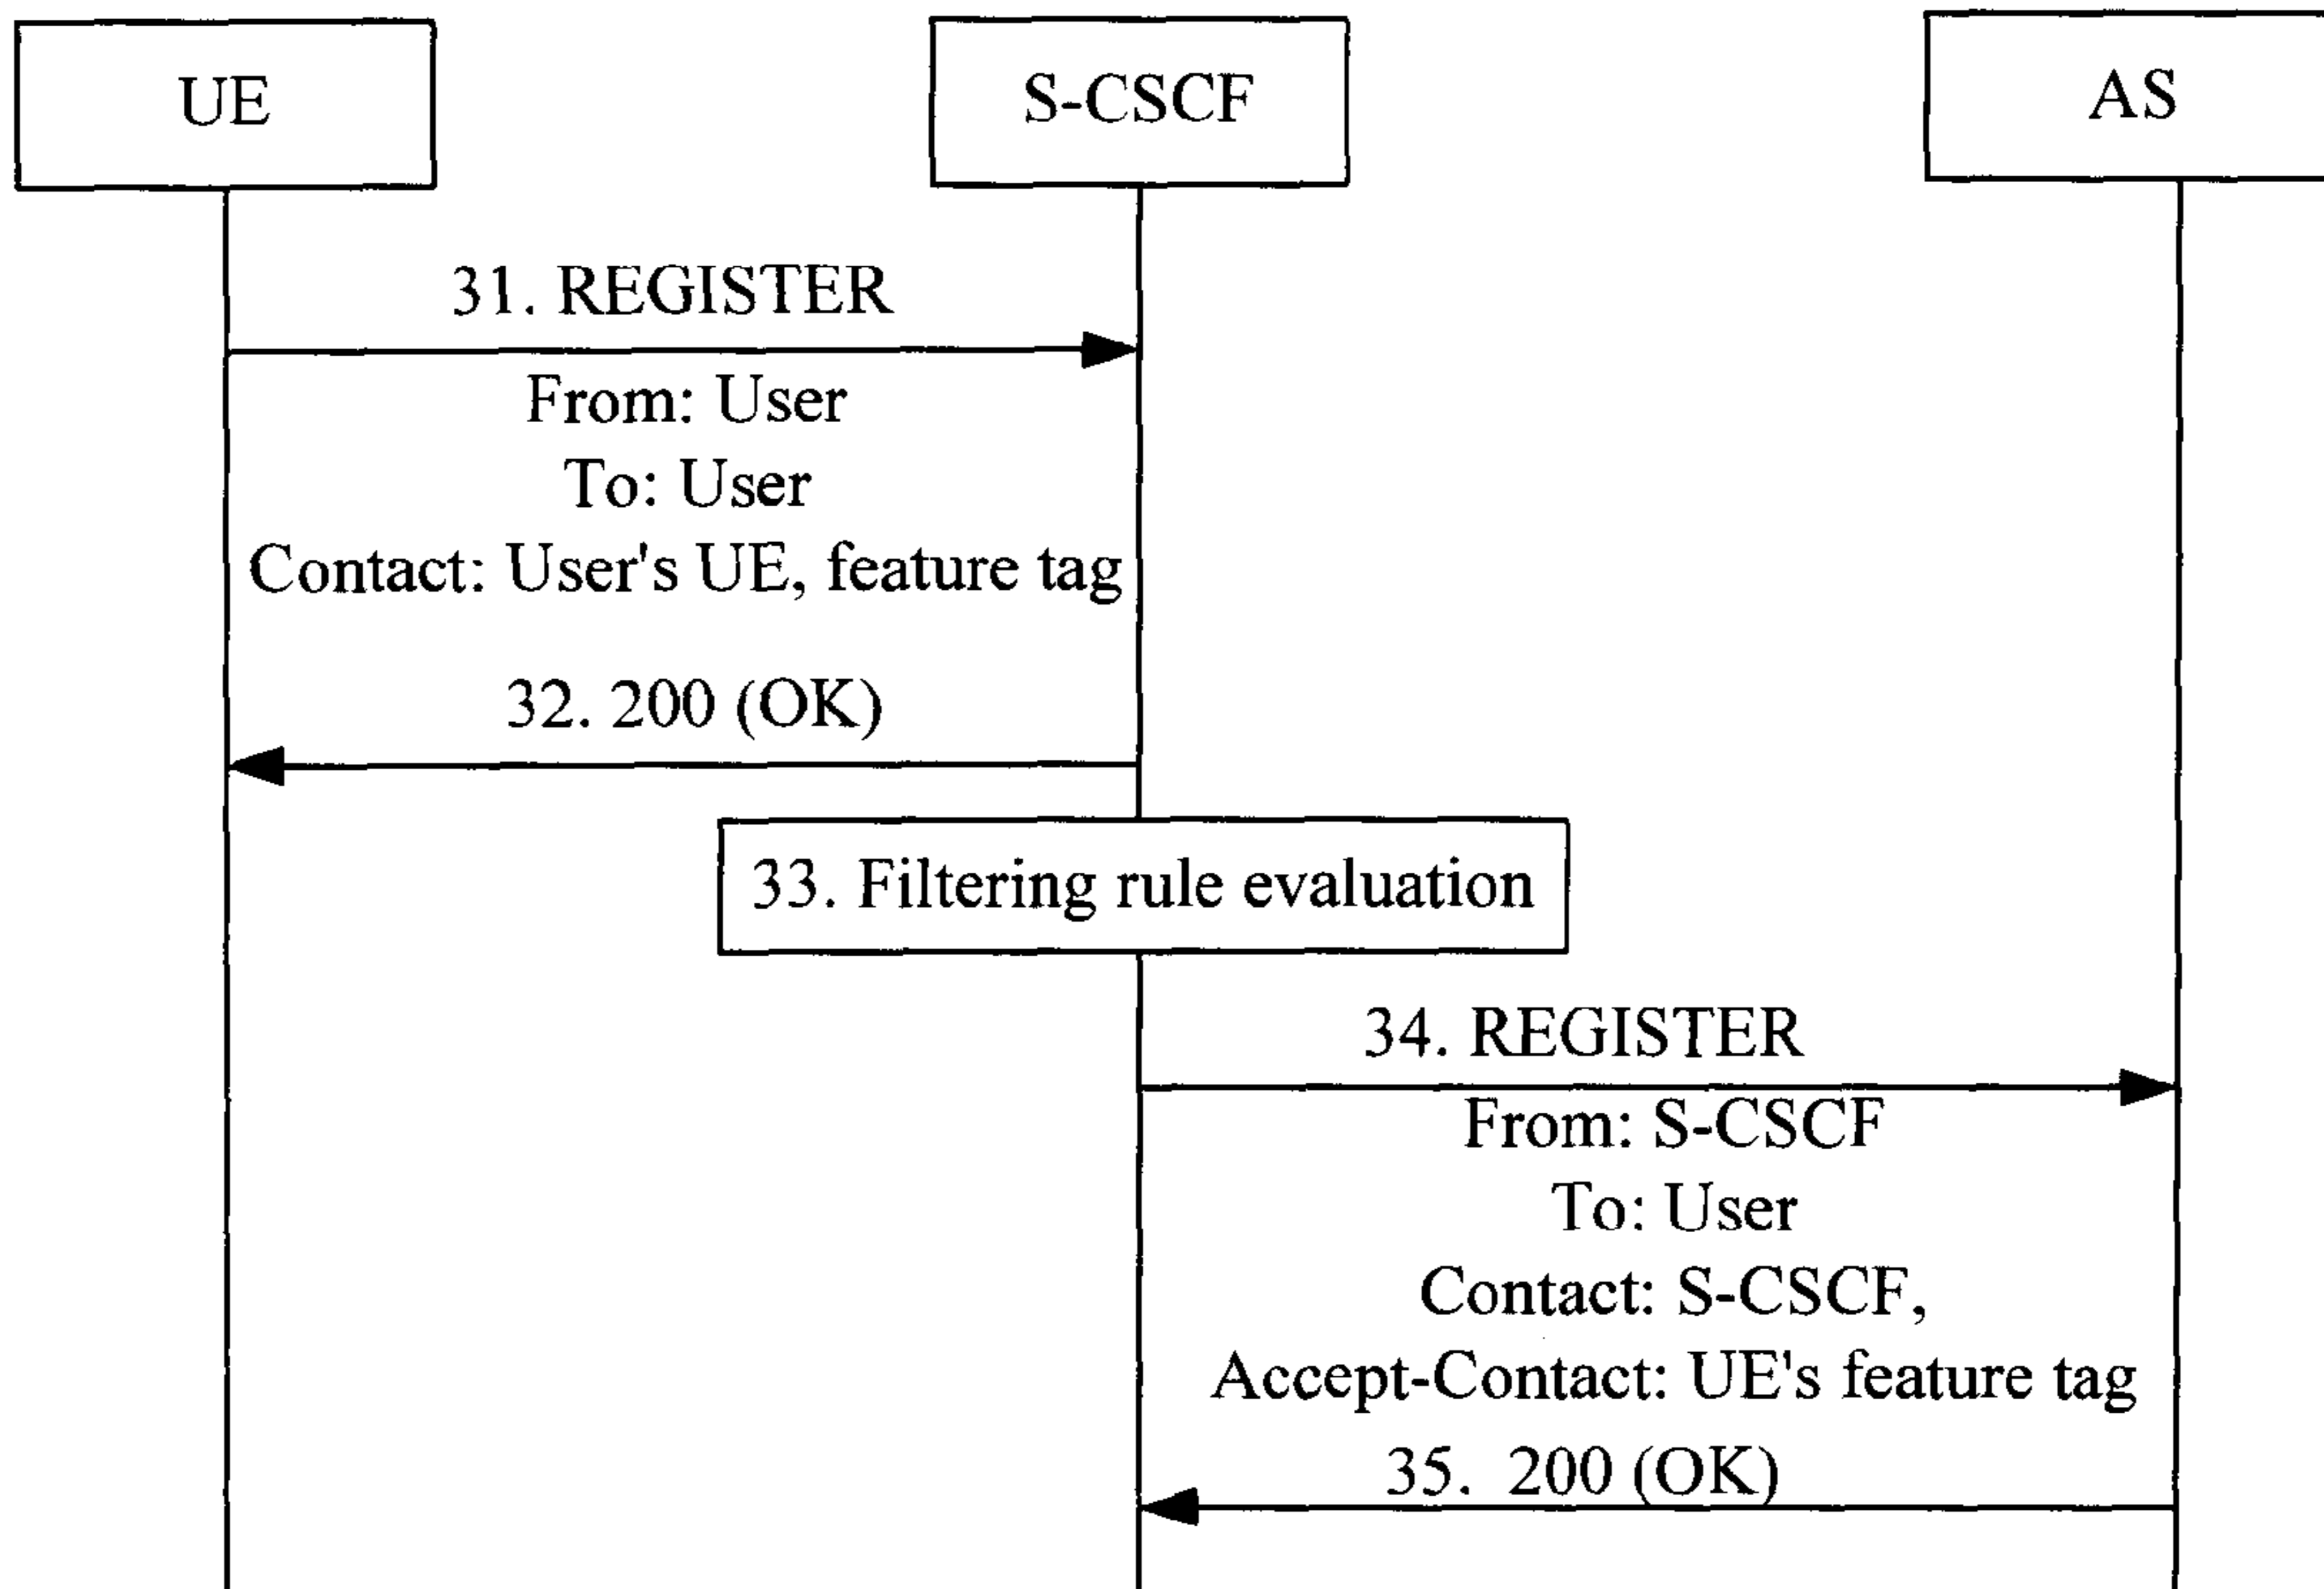 UE
S-CSCF
AS
31. REGISTER
From: User
To: User
Contact: User's UE, feature tag
32. 200 (OK)
33. Filtering rule evaluation
34. REGISTER
From: S-CSCF
To: User
Contact: S-CSCF,
Accept-Contact: UE's feature tag
35. 200 (OK)